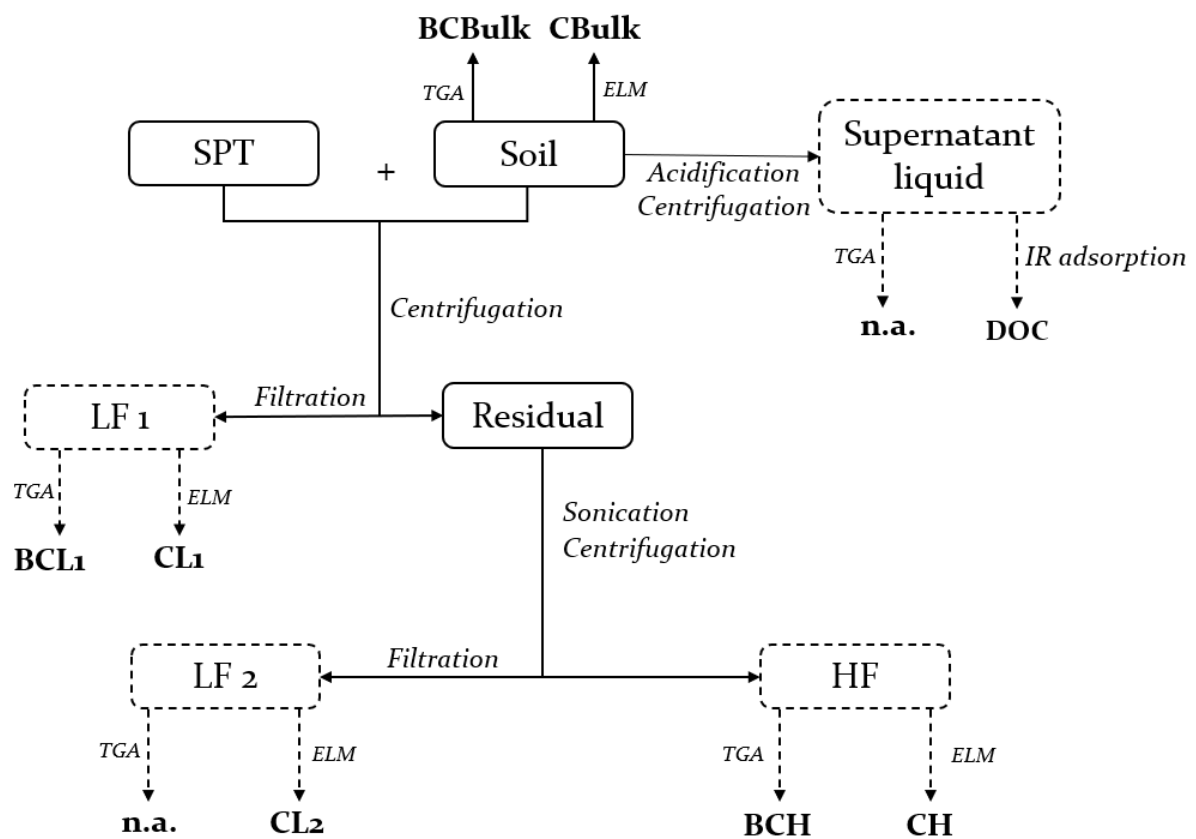 BCBulk CBulk
TGA
ELM
SPT
+
Soil
Acidification
Centrifugation
Supernatant
liquid
TGA
IR adsorption
n.a.
DOC
Centrifugation
LF 1
Filtration
Residual
TGA
ELM
BCL1
CL1
Sonication
Centrifugation
LF 2
Filtration
HF
TGA
ELM
TGA
ELM
n.a.
CL2
BCH
CH